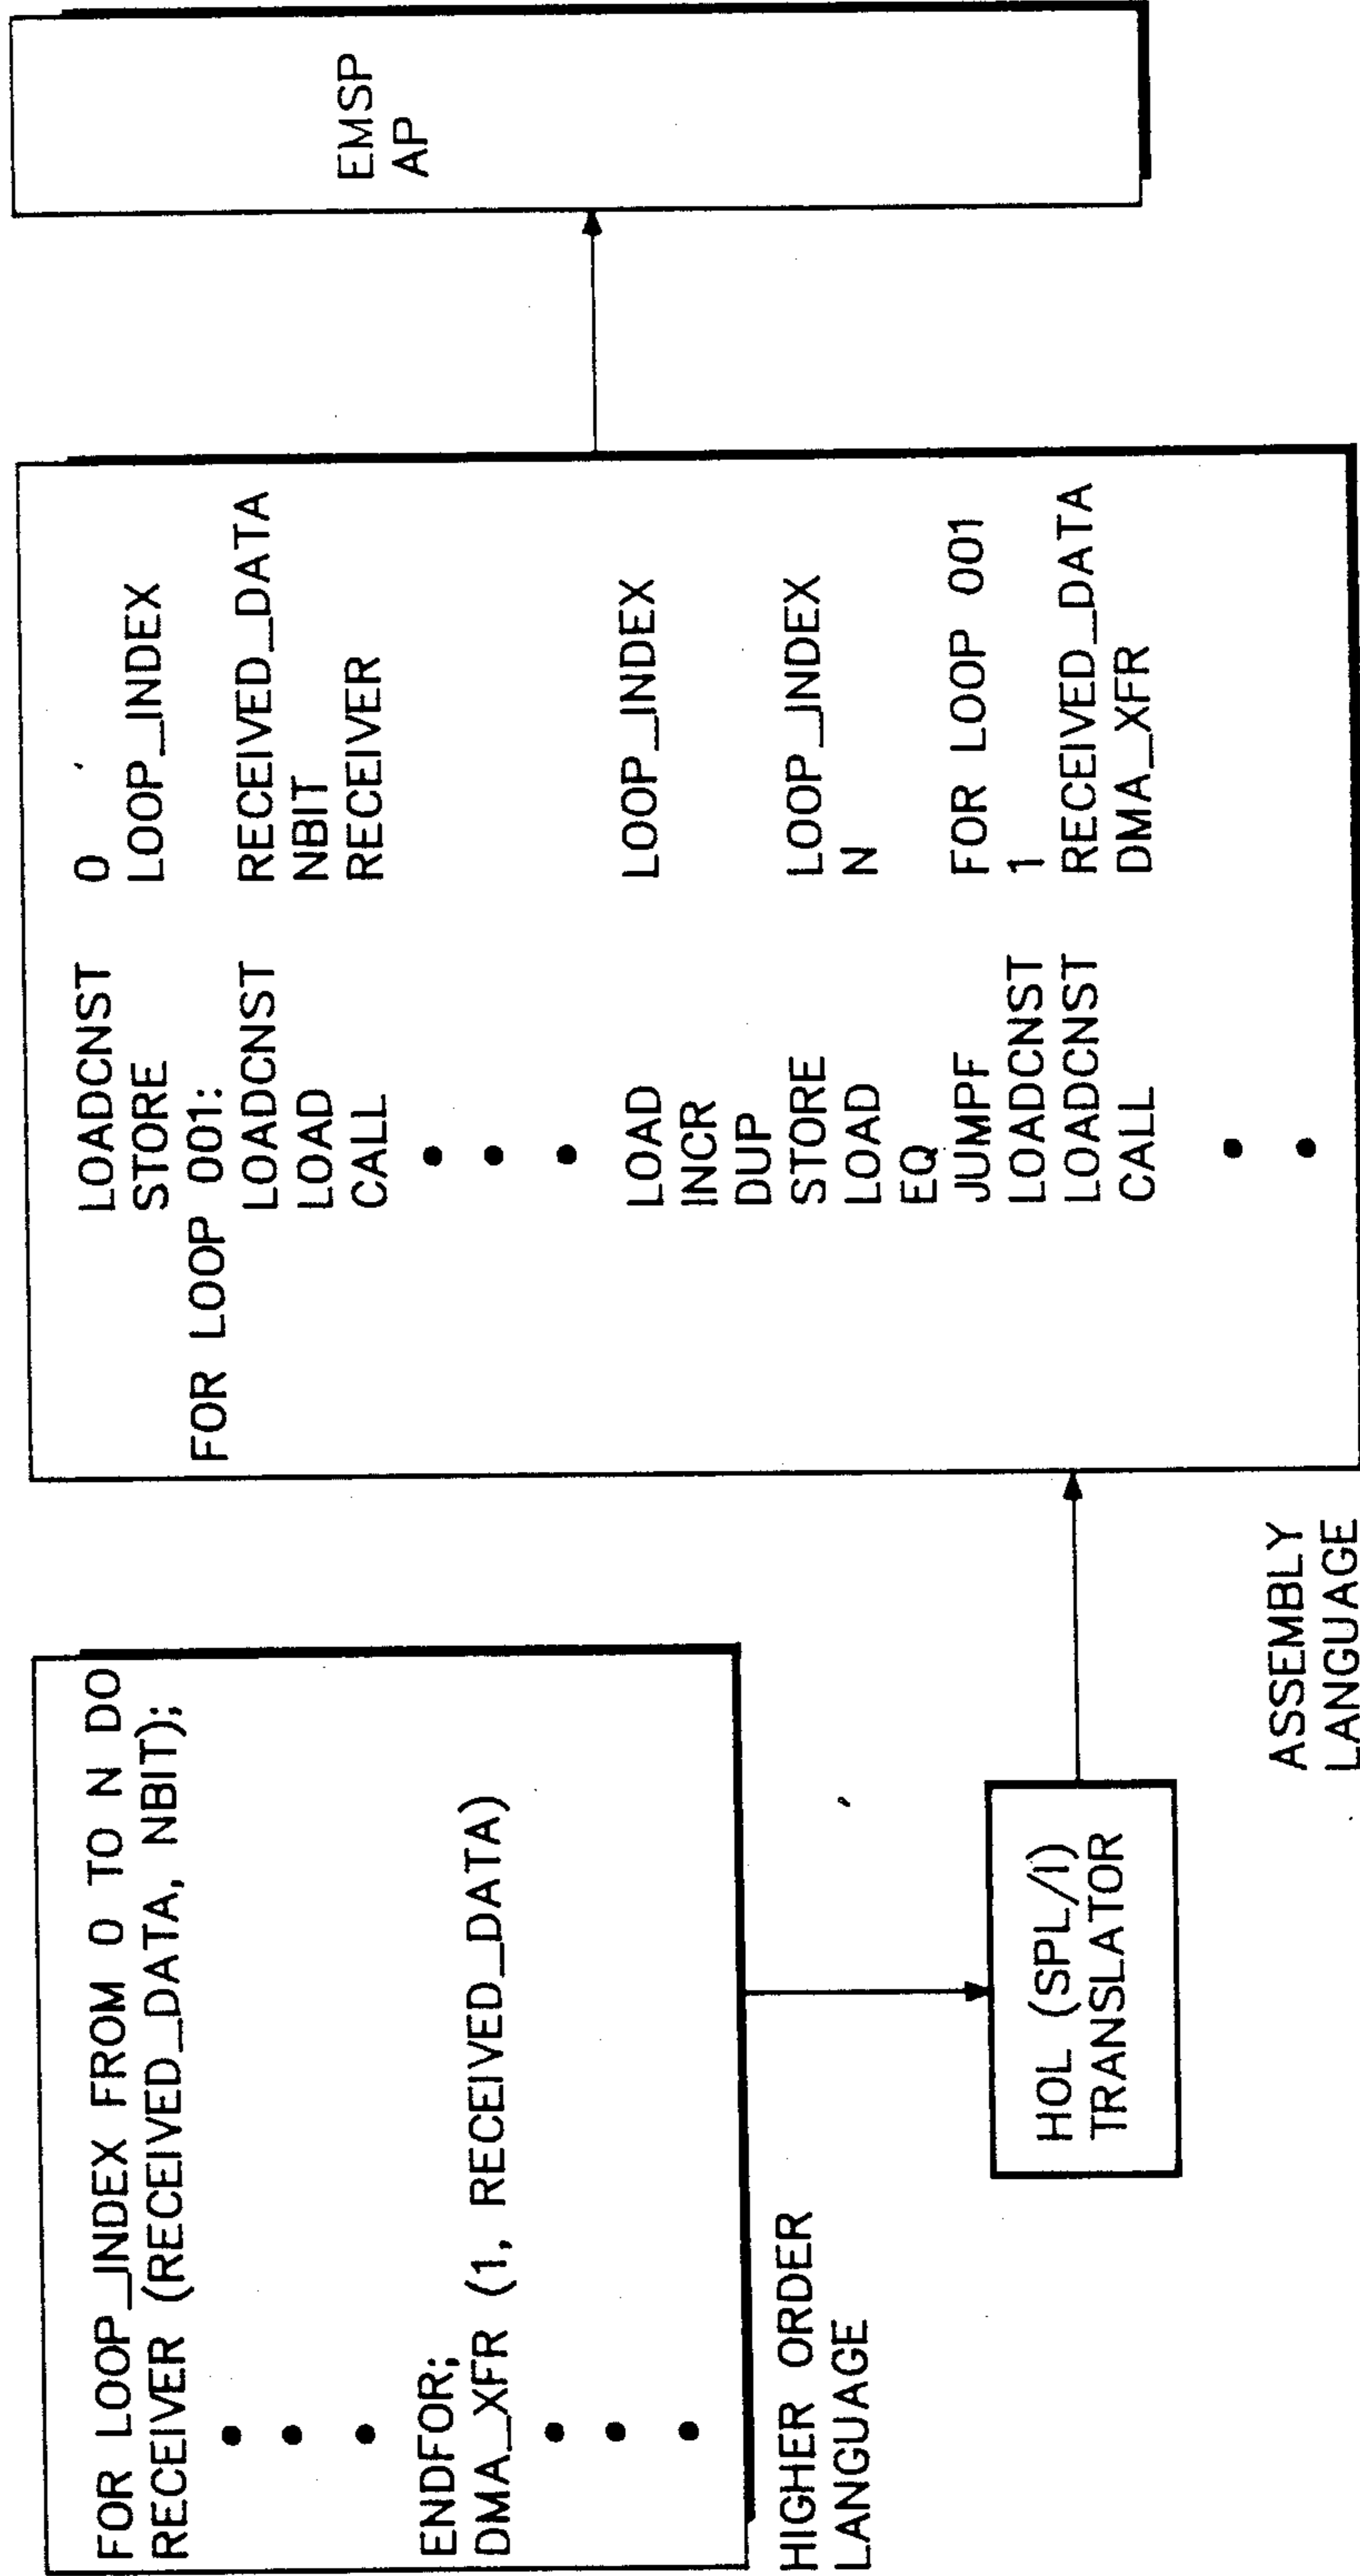 FOR LOOP_INDEX FROM 0 TO N DO
RECEIVER (RECEIVED_DATA, NBIT);
ENDFOR;
DMA_XFR (1, RECEIVED_DATA)
HIGHER ORDER
LANGUAGE
HOL (SPL/I)
TRANSLATOR
ASSEMBLY
LANGUAGE
LOADCNST 0
STORE LOOP_INDEX
FOR LOOP 001:
LOADCNST RECEIVED_DATA
LOAD NBIT
CALL RECEIVER
LOAD LOOP_INDEX
INCR
DUP
STORE LOOP_INDEX
LOAD N
EQ
JUMPF FOR LOOP 001
LOADCNST 1
LOADCNST RECEIVED_DATA
CALL DMA_XFR
EMSP
AP